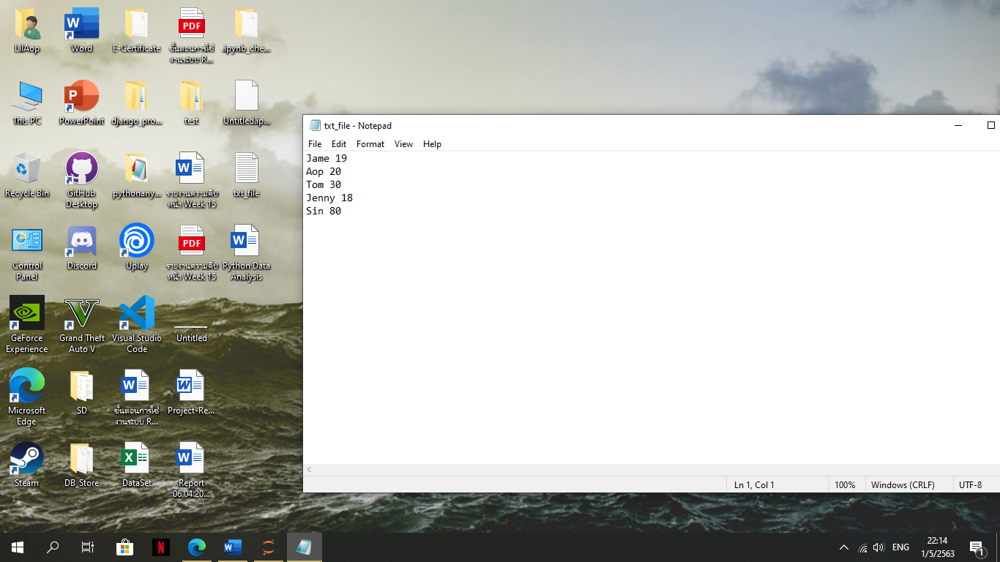 LilAop
Word
E-Certificate
PDF
ขั้นตอนการใช้
งานระบบ R...
.ipynb_che...
This PC
PowerPoint
django_pro...
test
Untitled.ip...
Recycle Bin
GitHub
Desktop
pythonany...
รายงานความคืบ
หน้า Week 15
txt_file
Control
Panel
Discord
Uplay
PDF
รายงานความคืบ
หน้า Week 15
Python Data
Analysis
GeForce
Experience
Grand Theft
Auto V
Visual Studio
Code
Untitled
Microsoft
Edge
SD
ขั้นตอนการใช้
งานระบบ R...
Project-Re...
Steam
DB_Store
DataSet
Report
06.04.20...
txt_file - Notepad
File Edit Format View Help
Jame 19
Aop 20
Tom 30
Jenny 18
Sin 80
Ln 1, Col 1 100% Windows (CRLF) UTF-8
ENG
22:14
1/5/2563
1